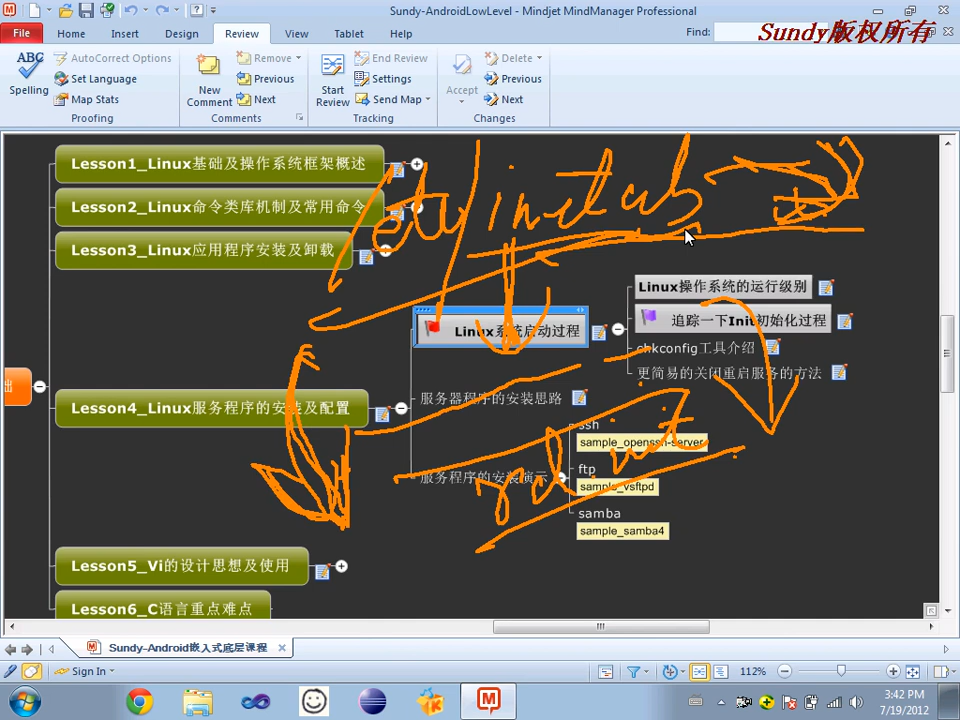 Sundy-AndroidLowLevel - Mindjet MindManager Professional
File Home Insert Design Review View Tablet Help Find:
Sundy版权所有
ABC
Spelling
AutoCorrect Options
Set Language
Map Stats
Proofing
New Comment
Remove
Previous
Next
Comments
Start Review
End Review
Settings
Send Map
Tracking
Accept
Delete
Previous
Next
Changes
Lesson1_Linux基础及操作系统框架概述
Lesson2_Linux命令类库机制及常用命令
Lesson3_Linux应用程序安装及卸载
Linux操作系统的运行级别
Linux系统启动过程
追踪一下Init初始化过程
chkconfig工具介绍
更简易的关闭重启服务的方法
础
Lesson4_Linux服务程序的安装及配置
服务器程序的安装思路
ssh
sample_openssh-server
服务程序的安装演示
ftp
sample_vsftpd
samba
sample_samba4
Lesson5_Vi的设计思想及使用
Lesson6_C语言重点难点
Sundy-Android嵌入式底层课程
Sign In
112%
3:42 PM
7/19/2012